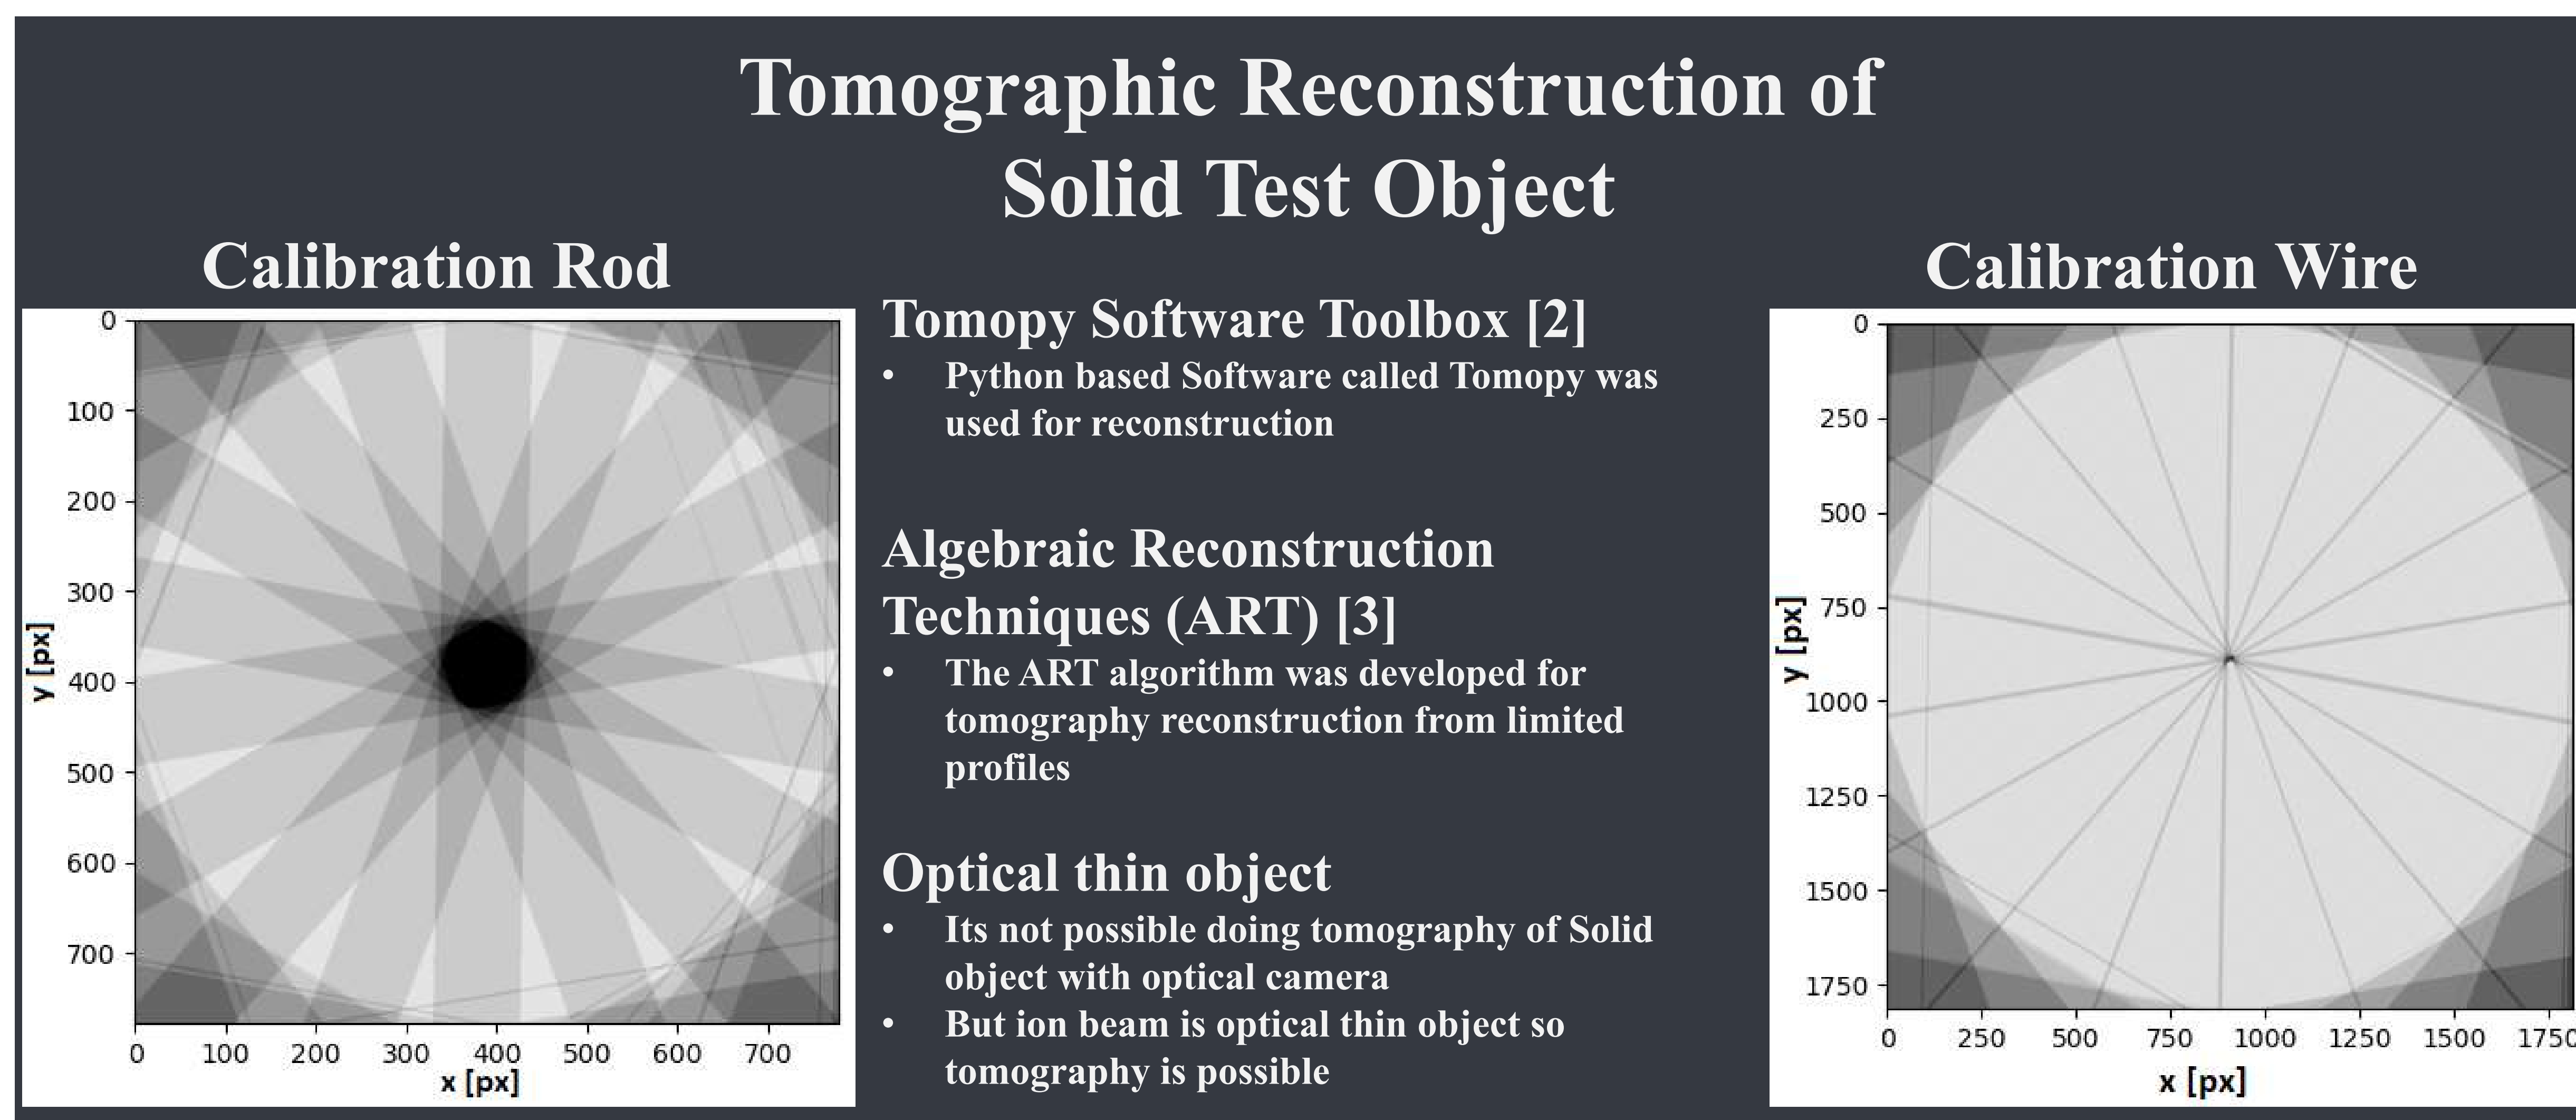 Tomographic Reconstruction of
Solid Test Object
Calibration Rod
0
100
200
300
400
500
600
700
y [px]
0 100 200 300 400 500 600 700
x [px]
Tomopy Software Toolbox [2]
• Python based Software called Tomopy was
used for reconstruction
Algebraic Reconstruction
Techniques (ART) [3]
• The ART algorithm was developed for
tomography reconstruction from limited
profiles
Optical thin object
• Its not possible doing tomography of Solid
object with optical camera
• But ion beam is optical thin object so
tomography is possible
Calibration Wire
0
250
500
750
1000
1250
1500
1750
y [px]
0 250 500 750 1000 1250 1500 1750
x [px]